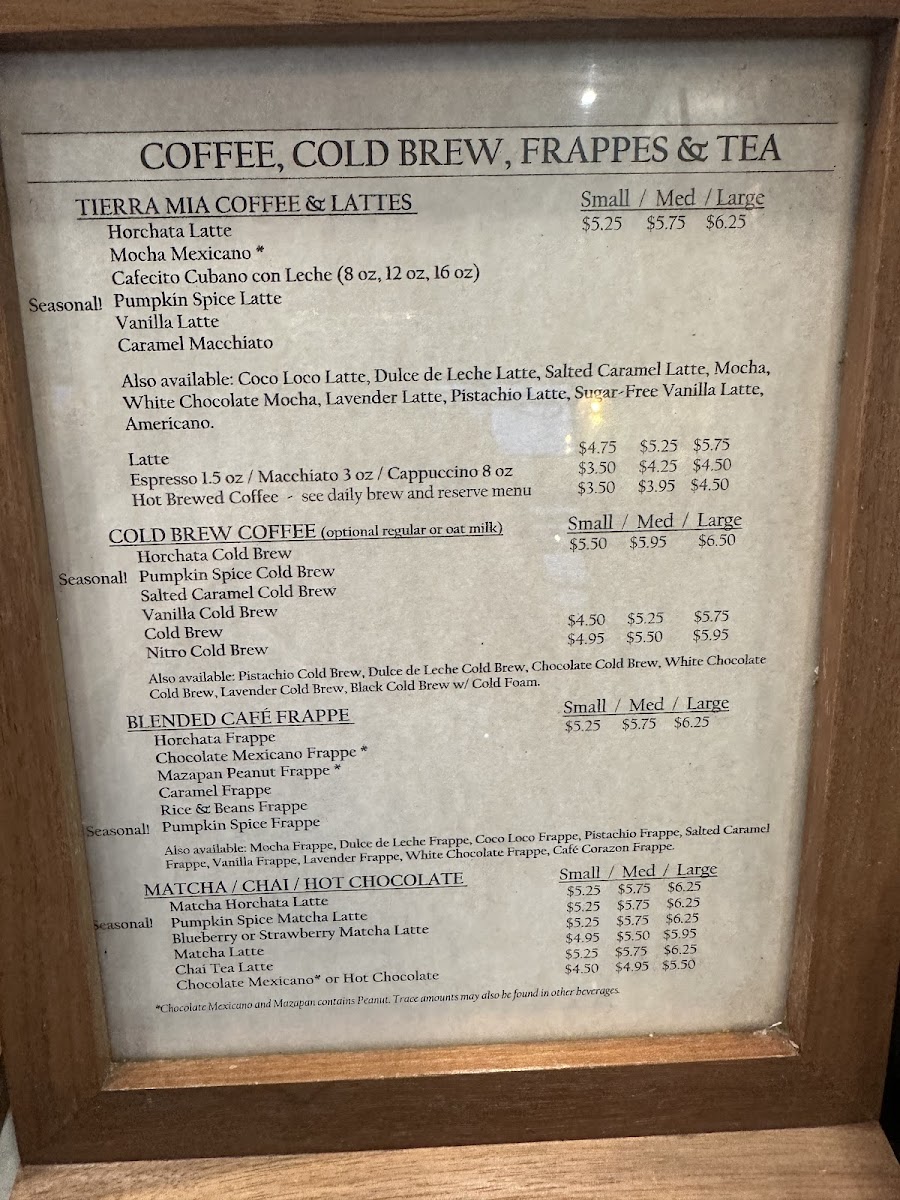 COFFEE, COLD BREW, FRAPPES & TEA
TIERRA MIA COFFEE & LATTES Small / Med / Large
Horchata Latte $5.25 $5.75 $6.25
Mocha Mexicano *
Cafecito Cubano con Leche (8 oz, 12 oz, 16 oz)
Seasonal! Pumpkin Spice Latte
Vanilla Latte
Caramel Macchiato
Also available: Coco Loco Latte, Dulce de Leche Latte, Salted Caramel Latte, Mocha,
White Chocolate Mocha, Lavender Latte, Pistachio Latte, Sugar-Free Vanilla Latte,
Americano.
Latte $4.75 $5.25 $5.75
Espresso 1.5 oz / Macchiato 3 oz / Cappuccino 8 oz $3.50 $4.25 $4.50
Hot Brewed Coffee - see daily brew and reserve menu $3.50 $3.95 $4.50
COLD BREW COFFEE (optional regular or oat milk) Small / Med / Large
Horchata Cold Brew $5.50 $5.95 $6.50
Seasonal! Pumpkin Spice Cold Brew
Salted Caramel Cold Brew
Vanilla Cold Brew
Cold Brew $4.50 $5.25 $5.75
Nitro Cold Brew $4.95 $5.50 $5.95
Also available: Pistachio Cold Brew, Dulce de Leche Cold Brew, Chocolate Cold Brew, White Chocolate
Cold Brew, Lavender Cold Brew, Black Cold Brew w/ Cold Foam.
BLENDED CAFÉ FRAPPE Small / Med / Large
Horchata Frappe $5.25 $5.75 $6.25
Chocolate Mexicano Frappe *
Mazapan Peanut Frappe *
Caramel Frappe
Rice & Beans Frappe
Seasonal! Pumpkin Spice Frappe
Also available: Mocha Frappe, Dulce de Leche Frappe, Coco Loco Frappe, Pistachio Frappe, Salted Caramel
Frappe, Vanilla Frappe, Lavender Frappe, White Chocolate Frappe, Café Corazon Frappe.
MATCHA / CHAI / HOT CHOCOLATE Small / Med / Large
Matcha Horchata Latte $5.25 $5.75 $6.25
Seasonal! Pumpkin Spice Matcha Latte $5.25 $5.75 $6.25
Blueberry or Strawberry Matcha Latte $5.25 $5.75 $6.25
Matcha Latte $4.95 $5.50 $5.95
Chai Tea Latte $5.25 $5.75 $6.25
Chocolate Mexicano* or Hot Chocolate $4.50 $4.95 $5.50
*Chocolate Mexicano and Mazapan contains Peanut. Trace amounts may also be found in other beverages.